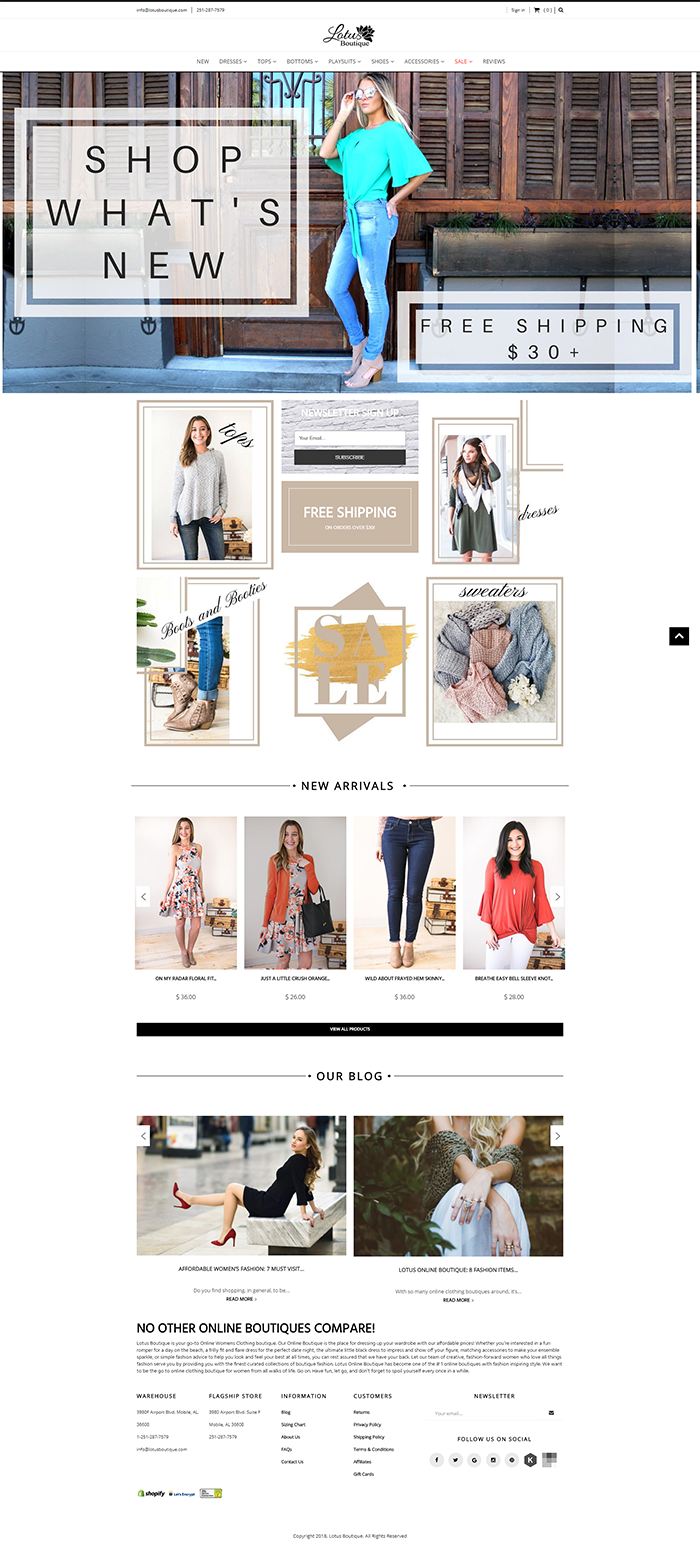 info@lotusboutique.com | 251-287-7579
Sign in | ( 0 ) |
Lotus
Boutique
NEW DRESSES TOPS BOTTOMS PLAYSUITS SHOES ACCESSORIES SALE REVIEWS
SHOP
WHAT'S
NEW
FREE SHIPPING
$30+
tops
NEWSLETTER SIGN UP
Your Email...
SUBSCRIBE
FREE SHIPPING
ON ORDERS OVER $30!
dresses
Boots and Booties
SA
LE
sweaters
• NEW ARRIVALS •
ON MY RADAR FLORAL FIT...
$ 36.00
JUST A LITTLE CRUSH ORANGE...
$ 26.00
WILD ABOUT FRAYED HEM SKINNY...
$ 36.00
BREATHE EASY BELL SLEEVE KNOT...
$ 28.00
VIEW ALL PRODUCTS
• OUR BLOG •
AFFORDABLE WOMEN'S FASHION: 7 MUST VISIT...
Do you find shopping, in general, to be...
READ MORE >
LOTUS ONLINE BOUTIQUE: 8 FASHION ITEMS...
With so many online clothing boutiques around, it's...
READ MORE >
NO OTHER ONLINE BOUTIQUES COMPARE!
Lotus Boutique is your go-to Online Womens Clothing boutique. Our Online Boutique is the place for dressing up your wardrobe with our affordable prices! Whether you're interested in a fun
romper for a day on the beach, a frilly fit and flare dress for the perfect date night, the ultimate little black dress to impress and show off your figure, matching accessories to make your ensemble
sparkle, or simple fashion advice to help you look and feel your best at all times, you can rest assured that we have your back. Let our team of creative, fashion-forward women who love all things
fashion serve you by providing you with the finest curated collections of boutique fashion. Lotus Online Boutique has become one of the # 1 online boutiques with fashion inspiring style. We want
to be the go to online clothing boutique for women from all walks of life. Go on; Have fun, let go, and don't forget to spoil yourself every once in a while.
WAREHOUSE
3980F Airport Blvd. Mobile, AL,
36608
1-251-287-7579
info@lotusboutique.com
FLAGSHIP STORE
3980 Airport Blvd. Suite F
Mobile, AL 36608
251-287-7579
INFORMATION
Blog
Sizing Chart
About Us
FAQs
Contact Us
CUSTOMERS
Returns
Privacy Policy
Shipping Policy
Terms & Conditions
Affiliates
Gift Cards
NEWSLETTER
Your email...
FOLLOW US ON SOCIAL
K
shopify Let's Encrypt
Copyright 2018, Lotus Boutique, All Rights Reserved